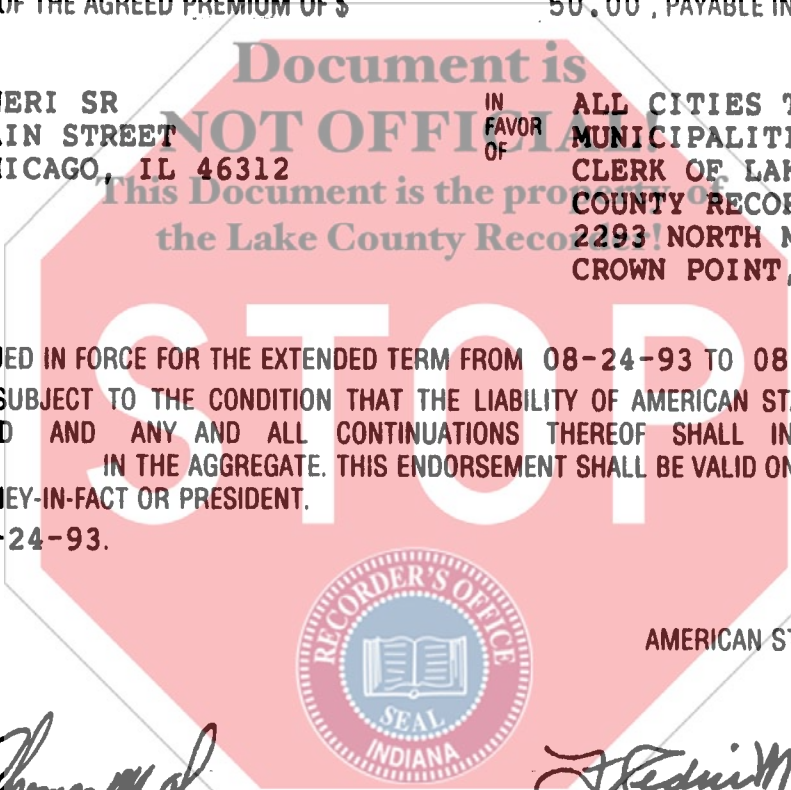 OF THE AGREED PREMIUM OF $ 50.00, PAYABLE IN
Document is
NOT OFFICIAL!
This Document is the property of
the Lake County Recorder!
ERI SR
AIN STREET
HICAGO, IL 46312
IN
FAVOR
OF
ALL CITIES T
MUNICIPALITI
CLERK OF LAK
COUNTY RECOR
2293 NORTH M
CROWN POINT,
STOP
UED IN FORCE FOR THE EXTENDED TERM FROM 08-24-93 TO 08
SUBJECT TO THE CONDITION THAT THE LIABILITY OF AMERICAN STA
D AND ANY AND ALL CONTINUATIONS THEREOF SHALL IN
IN THE AGGREGATE. THIS ENDORSEMENT SHALL BE VALID ON
EY-IN-FACT OR PRESIDENT.
-24-93.
RECORDER'S OFFICE
SEAL
INDIANA
AMERICAN ST